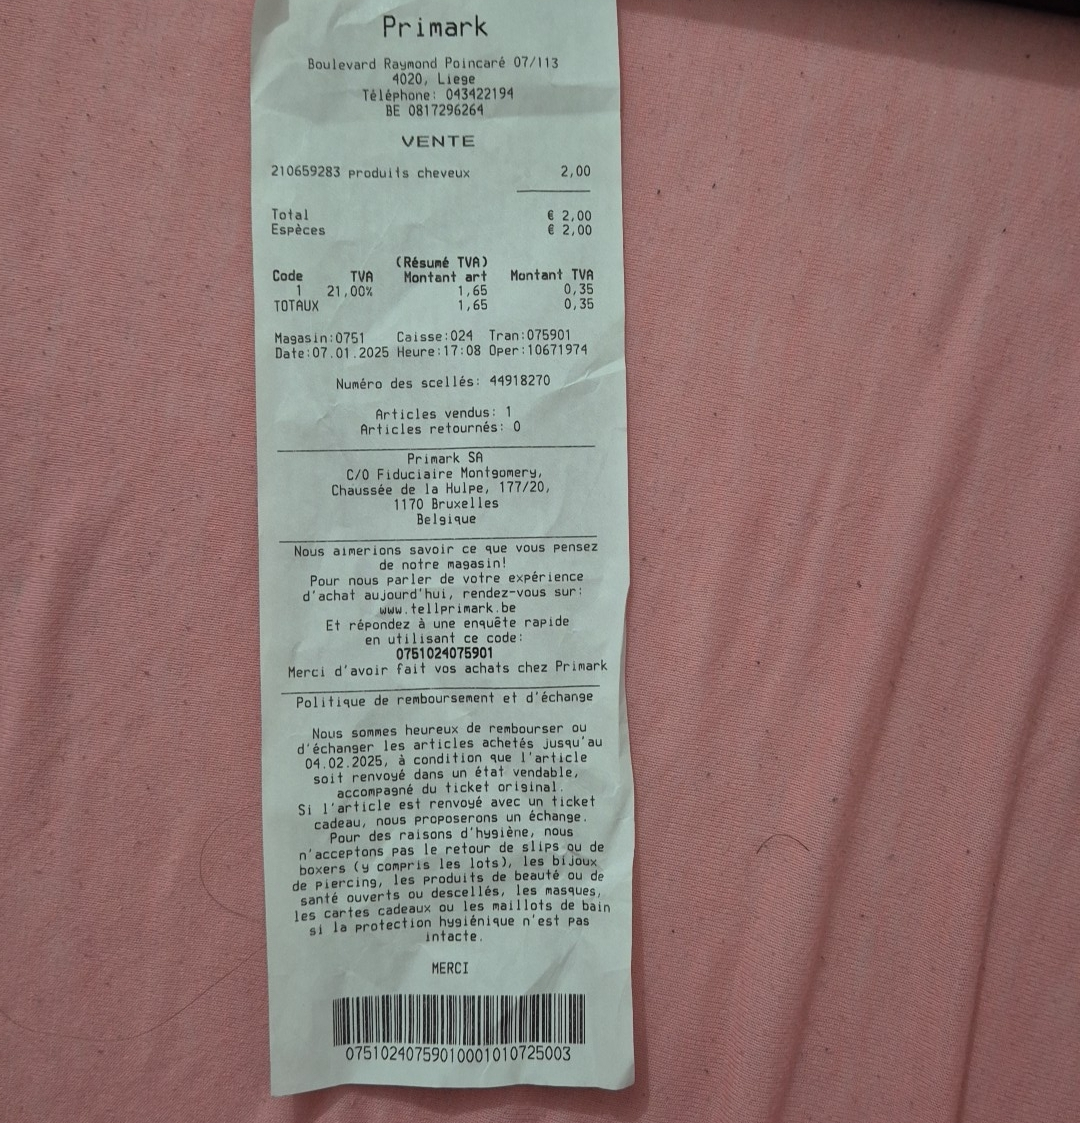 Primark
Boulevard Raymond Poincaré 07/113
4020, Liege
Téléphone: 043422194
BE 0817296264
VENTE
210659283 produits cheveux 2,00
Total € 2,00
Espèces € 2,00
(Résumé TVA)
Code TVA Montant art Montant TVA
1 21,00% 1,65 0,35
TOTAUX 1,65 0,35
Magasin:0751 Caisse:024 Tran:075901
Date:07.01.2025 Heure:17:08 Oper:10671974
Numéro des scellés: 44918270
Articles vendus: 1
Articles retournés: 0
Primark SA
C/O Fiduciaire Montgomery,
Chaussée de la Hulpe, 177/20,
1170 Bruxelles
Belgique
Nous aimerions savoir ce que vous pensez
de notre magasin!
Pour nous parler de votre expérience
d'achat aujourd'hui, rendez-vous sur:
www.tellprimark.be
Et répondez à une enquête rapide
en utilisant ce code:
0751024075901
Merci d'avoir fait vos achats chez Primark
Politique de remboursement et d'échange
Nous sommes heureux de rembourser ou
d'échanger les articles achetés jusqu'au
04.02.2025, à condition que l'article
soit renvoyé dans un état vendable,
accompagné du ticket original.
Si l'article est renvoyé avec un ticket
cadeau, nous proposerons un échange.
Pour des raisons d'hygiène, nous
n'acceptons pas le retour de slips ou de
boxers (y compris les lots), les bijoux
de piercing, les produits de beauté ou de
santé ouverts ou descellés, les masques,
les cartes cadeaux ou les maillots de bain
si la protection hygiénique n'est pas
intacte.
MERCI
075102407590100010107250​03